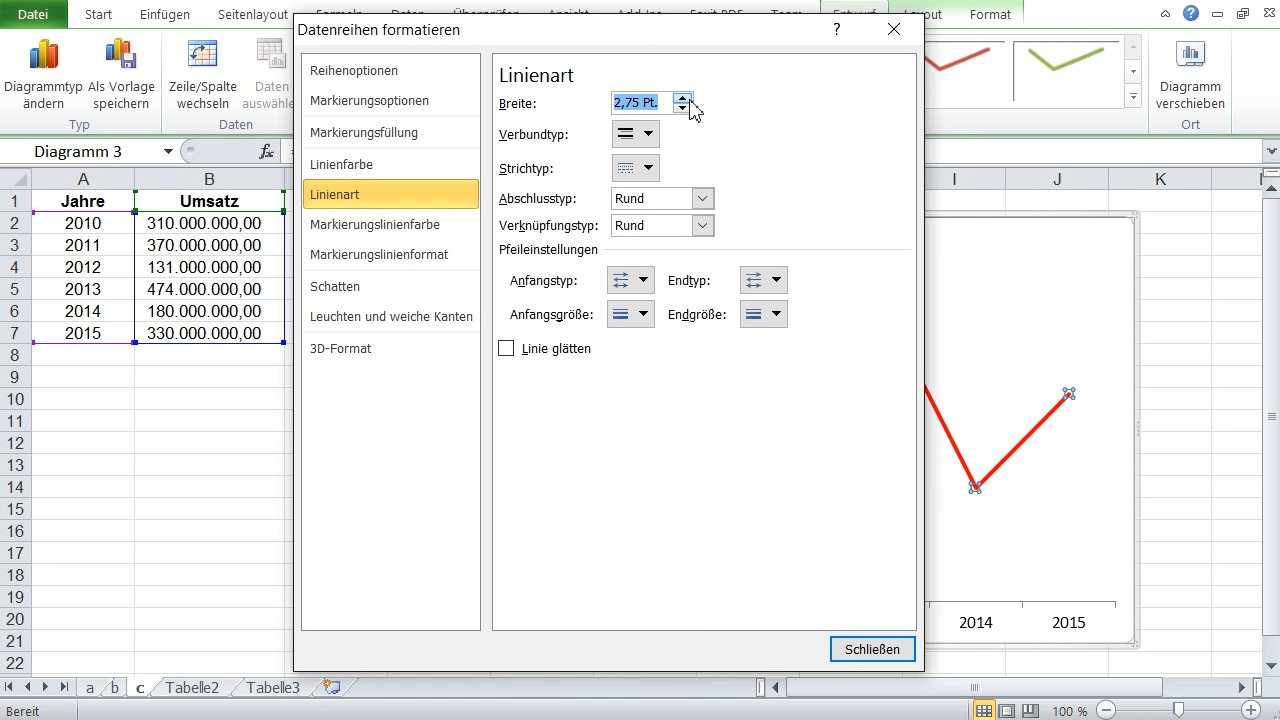 Datei Start Einfügen Seitenlayout
Format
Datenreihen formatieren ?
Diagrammtyp ändern
Als Vorlage speichern
Zeile/Spalte wechseln
Daten
Diagramm verschieben
Typ Daten Ort
Diagramm 3 fx
A B I J K
1 Jahre Umsatz
2 2010 310.000.000,00
3 2011 370.000.000,00
4 2012 131.000.000,00
5 2013 474.000.000,00
6 2014 180.000.000,00
7 2015 330.000.000,00
8
9
10
11
12
13
14
15
16
17
18
19
20
21
22
Reihenoptionen
Markierungsoptionen
Markierungsfüllung
Linienfarbe
Linienart
Markierungslinienfarbe
Markierungslinienformat
Schatten
Leuchten und weiche Kanten
3D-Format
Linienart
Breite: 2,75 Pt.
Verbundtyp:
Strichtyp:
Abschlusstyp: Rund
Verknüpfungstyp: Rund
Pfeileinstellungen
Anfangstyp: Endtyp:
Anfangsgröße: Endgröße:
Linie glätten
Schließen
2014 2015
a b c Tabelle2 Tabelle3
Bereit 100 %